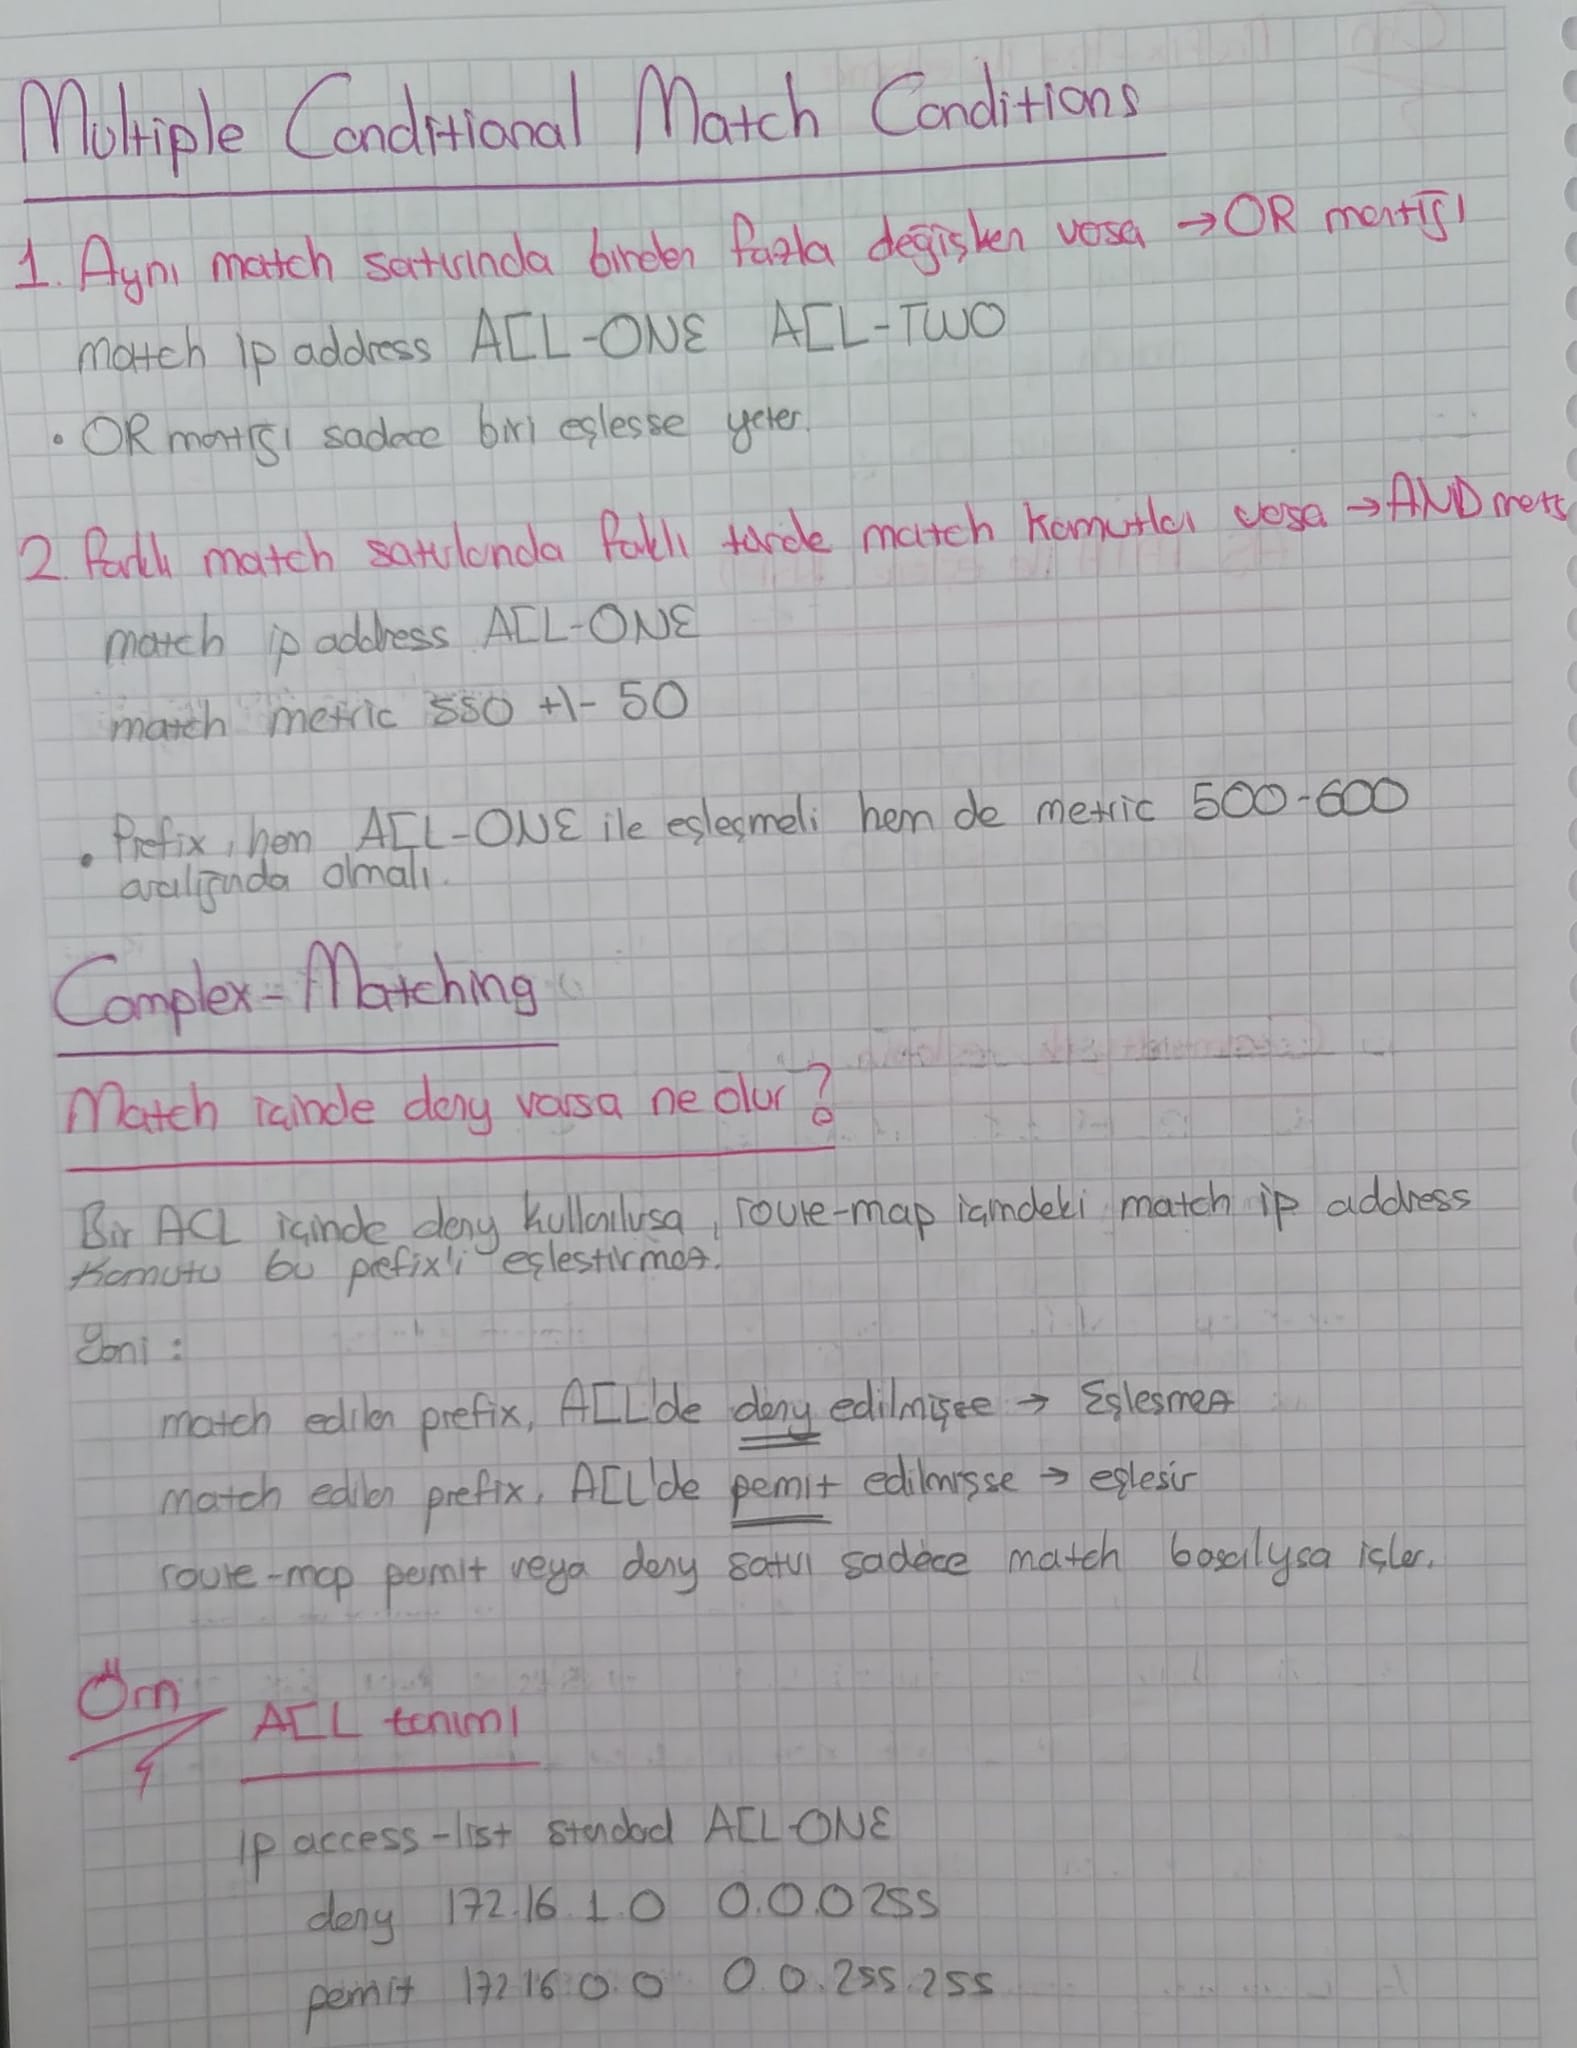 Multiple Conditional Match Conditions
1. Aynı match satırında birden fazla değişken varsa → OR mantığı
match ip address ACL-ONE ACL-TWO
• OR mantığı sadece biri eşlesse yeter.
2. Farklı match satırlarında farklı türde match komutları varsa → AND mantığ
match ip address ACL-ONE
match metric 550 +/- 50
• Prefix, hem ACL-ONE ile eşleşmeli hem de metric 500-600
aralığında olmalı.
Complex-Matching
Match içinde deny varsa ne olur?
Bir ACL içinde deny kullanılırsa, route-map içindeki match ip address
Komutu bu prefix'i eşlestirmez.
Yani :
match edilen prefix, ACL'de deny edilmişse → Eşlesmez
match edilen prefix, ACL'de permit edilmişse → eşlesir
route-map permit veya deny satırı sadece match başarılıysa işler.
Örn
ACL tanımı
ip access-list standard ACL-ONE
deny 172.16.1.0 0.0.0 255
permit 172 16.0.0 0.0.255.255